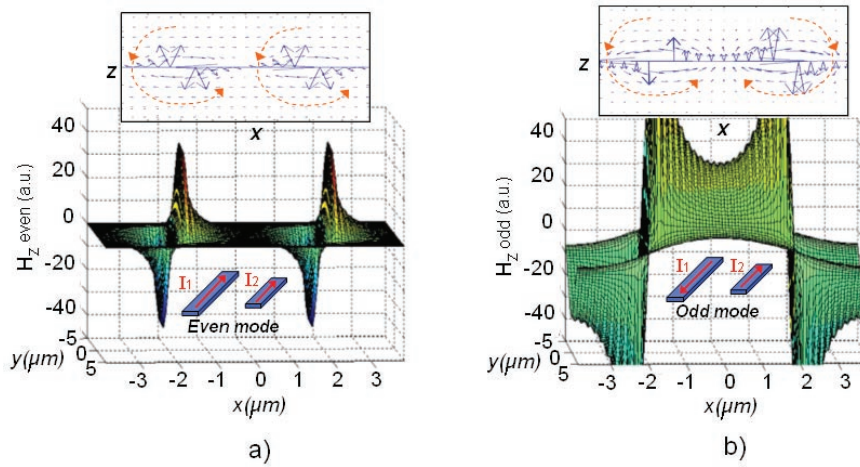 z
x
40
20
0
-20
-40
-5
0
5
H_Z even (a.u.)
y(μm)
I1
I2
Even mode
-3 -2 -1 0 1 2 3
x(μm)
a)
z
x
40
20
0
-20
-40
-5
0
5
H_Z odd (a.u.)
y(μm)
I1
I2
Odd mode
-3 -2 -1 0 1 2 3
x(μm)
b)